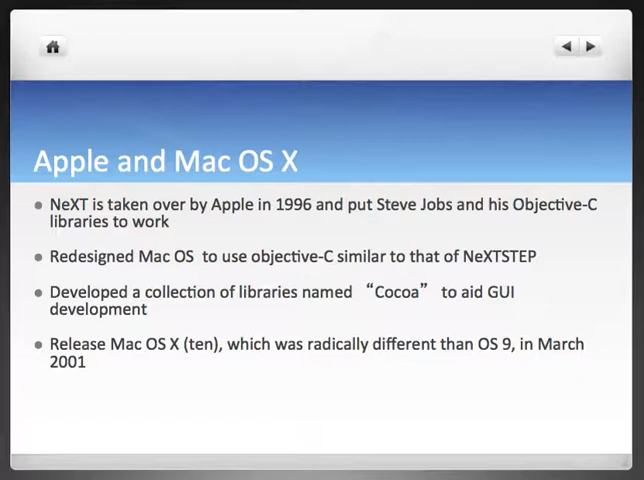 Apple and Mac OS X
NeXT is taken over by Apple in 1996 and put Steve Jobs and his Objective-C
libraries to work
Redesigned Mac OS  to use objective-C similar to that of NeXTSTEP
Developed a collection of libraries named  “Cocoa”  to aid GUI
development
Release Mac OS X (ten), which was radically different than OS 9, in March
2001